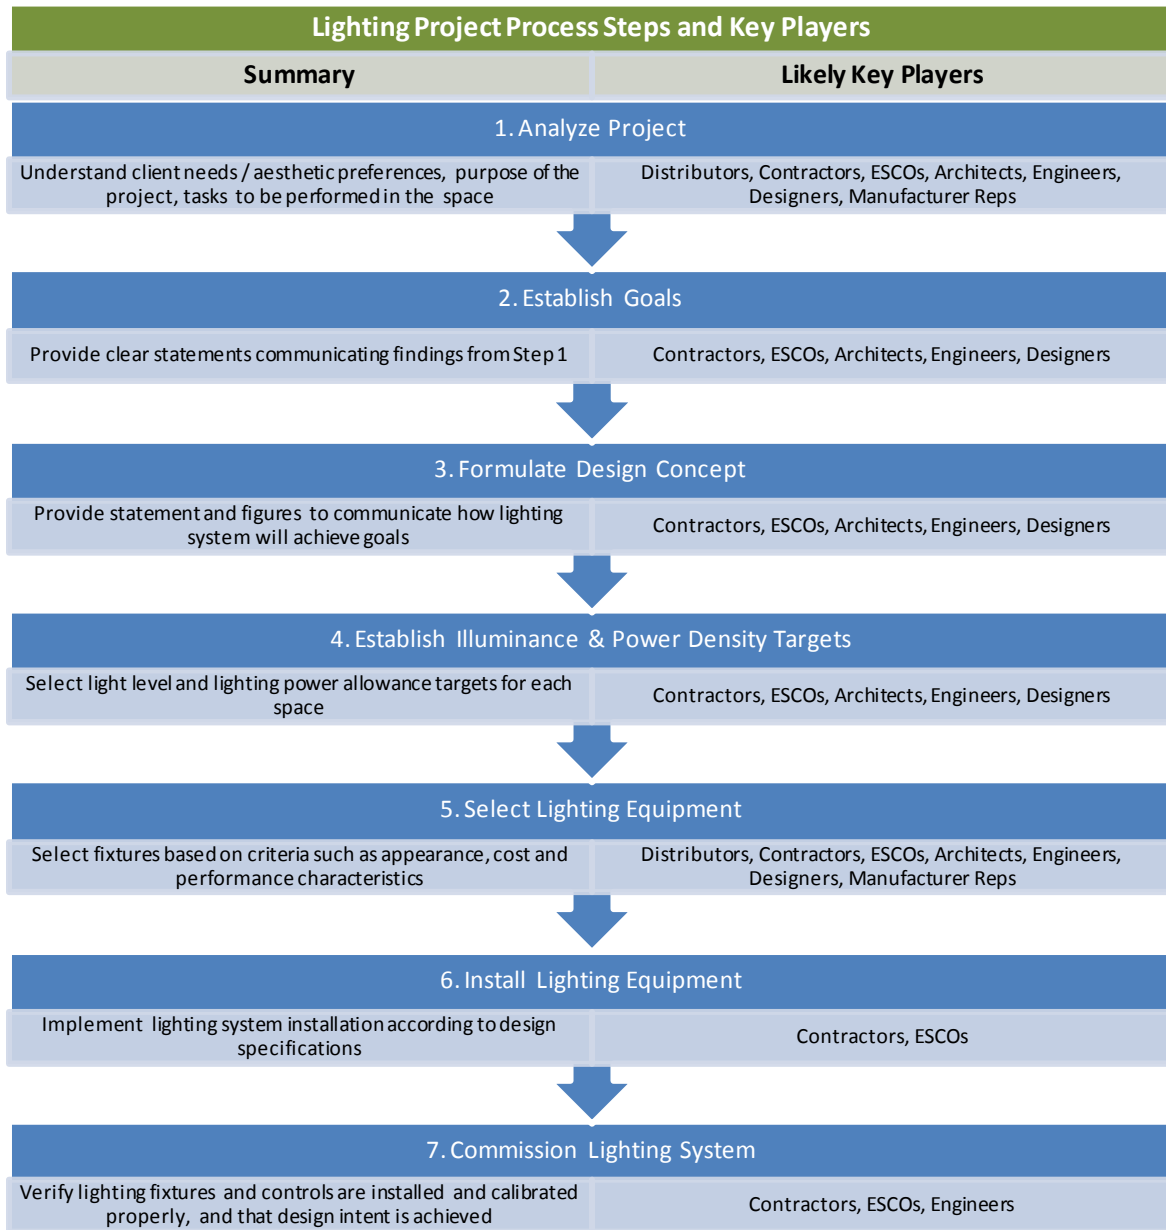 Lighting Project Process Steps and Key Players
Summary
Likely Key Players
1. Analyze Project
Understand client needs / aesthetic preferences, purpose of the
project, tasks to be performed in the space
Distributors, Contractors, ESCOs, Architects, Engineers,
Designers, Manufacturer Reps
2. Establish Goals
Provide clear statements communicating findings from Step 1
Contractors, ESCOs, Architects, Engineers, Designers
3. Formulate Design Concept
Provide statement and figures to communicate how lighting
system will achieve goals
Contractors, ESCOs, Architects, Engineers, Designers
4. Establish Illuminance & Power Density Targets
Select light level and lighting power allowance targets for each
space
Contractors, ESCOs, Architects, Engineers, Designers
5. Select Lighting Equipment
Select fixtures based on criteria such as appearance, cost and
performance characteristics
Distributors, Contractors, ESCOs, Architects, Engineers,
Designers, Manufacturer Reps
6. Install Lighting Equipment
Implement lighting system installation according to design
specifications
Contractors, ESCOs
7. Commission Lighting System
Verify lighting fixtures and controls are installed and calibrated
properly, and that design intent is achieved
Contractors, ESCOs, Engineers